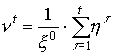 ν^t = 1/ξ^0 · ∑_{τ=1}^{t} η^τ